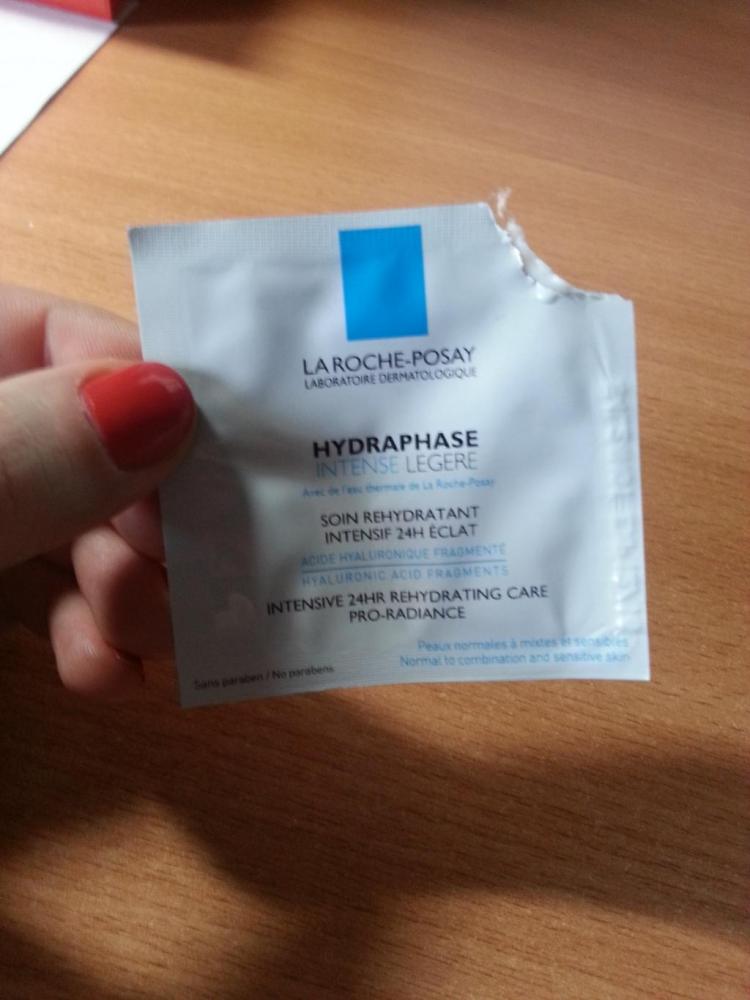 LA ROCHE-POSAY
LABORATOIRE DERMATOLOGIQUE
HYDRAPHASE
INTENSE LEGERE
Avec de l'eau thermale de La Roche-Posay
SOIN REHYDRATANT
INTENSIF 24H ÉCLAT
ACIDE HYALURONIQUE FRAGMENTÉ
HYALURONIC ACID FRAGMENTS
INTENSIVE 24HR REHYDRATING CARE
PRO-RADIANCE
Peaux normales à mixtes et sensibles
Normal to combination and sensitive skin
Sans paraben / No parabens